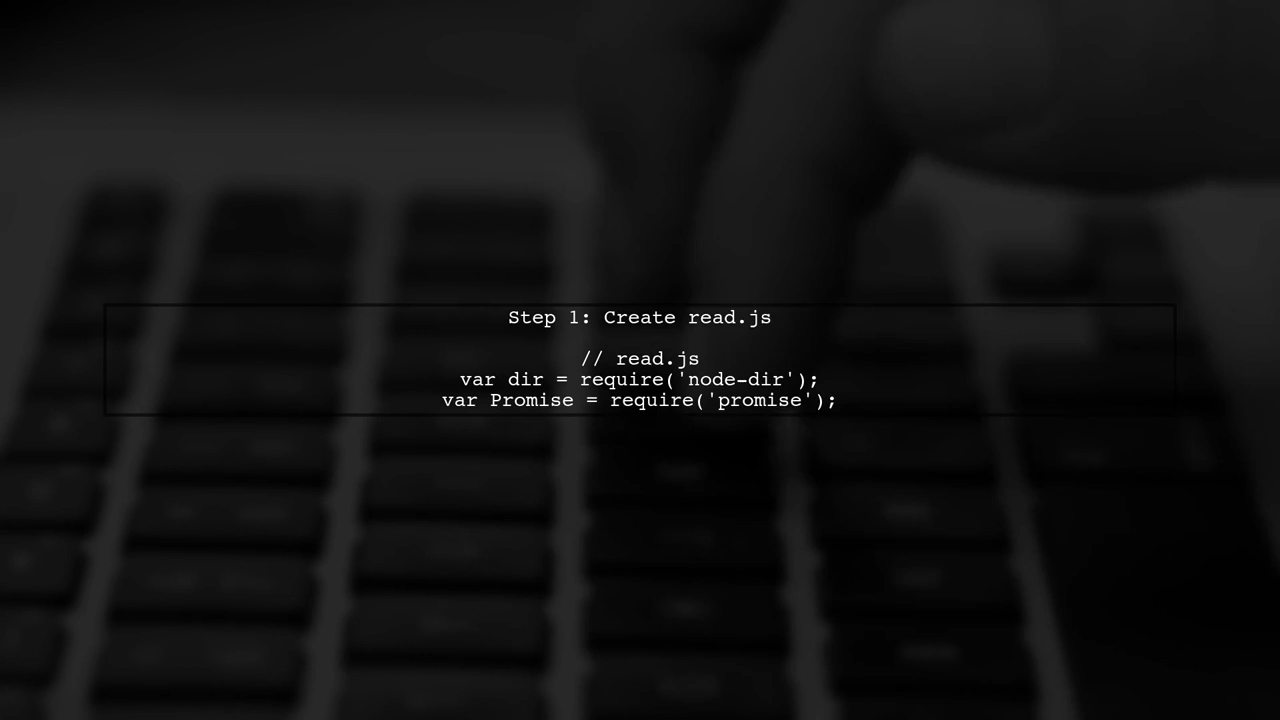 Step 1: Create read.js
// read.js
var dir = require('node-dir');
var Promise = require('promise');